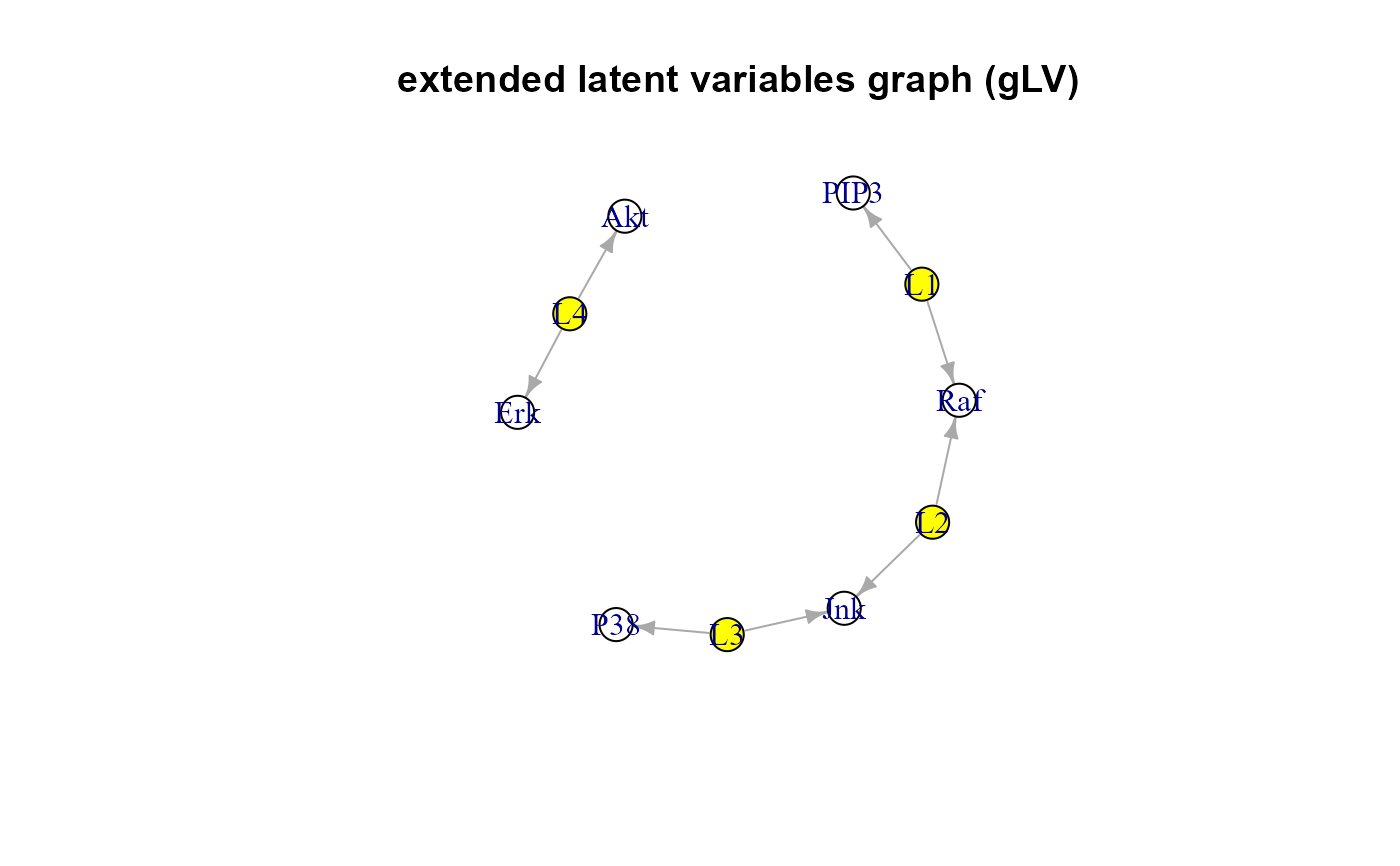 extended latent variables graph (gLV)
PIP3
Akt
L1
L4
Raf
Erk
L2
Jnk
P38
L3